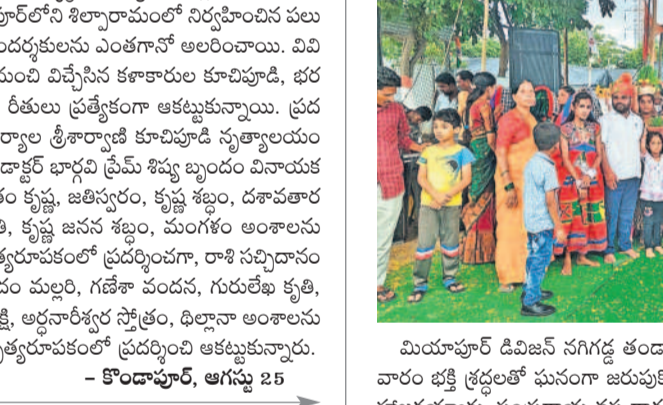 పూర్‌లోని శిల్పారామంలో నిర్వహించిన పలు
ందర్శకులను ఎంతగానో అలరించాయి. వివి
నుంచి విచ్చేసిన కళాకారుల కూచిపూడి, భర
రీతులు ప్రత్యేకంగా ఆకట్టుకున్నాయి. ప్రద
ర్యాల శ్రీశార్వాణి కూచిపూడి నృత్యాలయం
డాక్టర్ భార్గవి ప్రేమ్ శిష్య బృందం వినాయక
తం కృష్ణ, జతిస్వరం, కృష్ణ శబ్ధం, దశావతార
తి, కృష్ణ జనన శబ్ధం, మంగళం అంశాలను
త్యరూపకంలో ప్రదర్శించగా, రాశి సచ్చిదానం
దం మల్లరి, గణేశా వందన, గురులేఖ కృతి,
క్తి, అర్ధనారీశ్వర స్తోత్రం, థిల్లానా అంశాలను
ృత్యరూపకంలో ప్రదర్శించి ఆకట్టుకున్నారు.
– కొండాపూర్, ఆగస్టు 25
మియాపూర్ డివిజన్ నగిగడ్డ తండా
వారం భక్తి శ్రద్ధలతో ఘనంగా జరుపుక